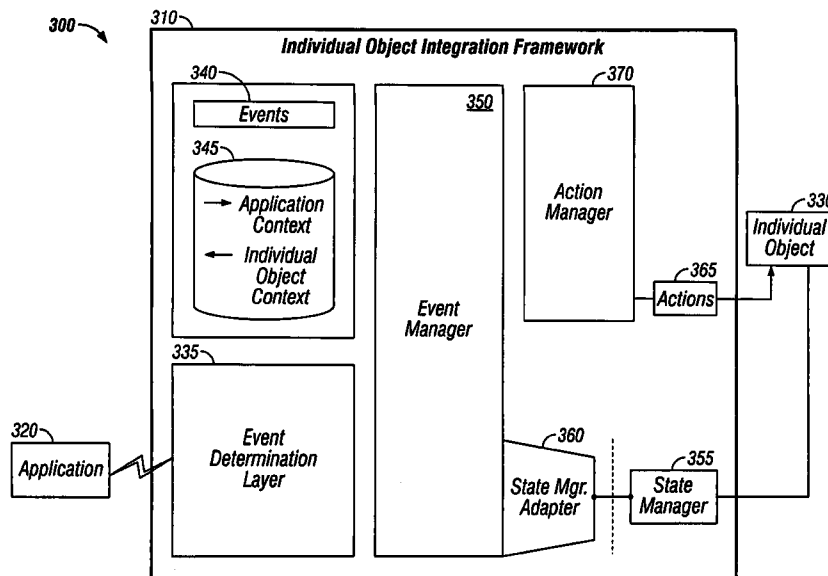 300
310
Individual Object Integration Framework
340
Events
345
Application
Context
Individual
Object
Context
350
Event
Manager
370
Action
Manager
330
Individual
Object
365
Actions
335
Event
Determination
Layer
320
Application
360
State Mgr.
Adapter
355
State
Manager